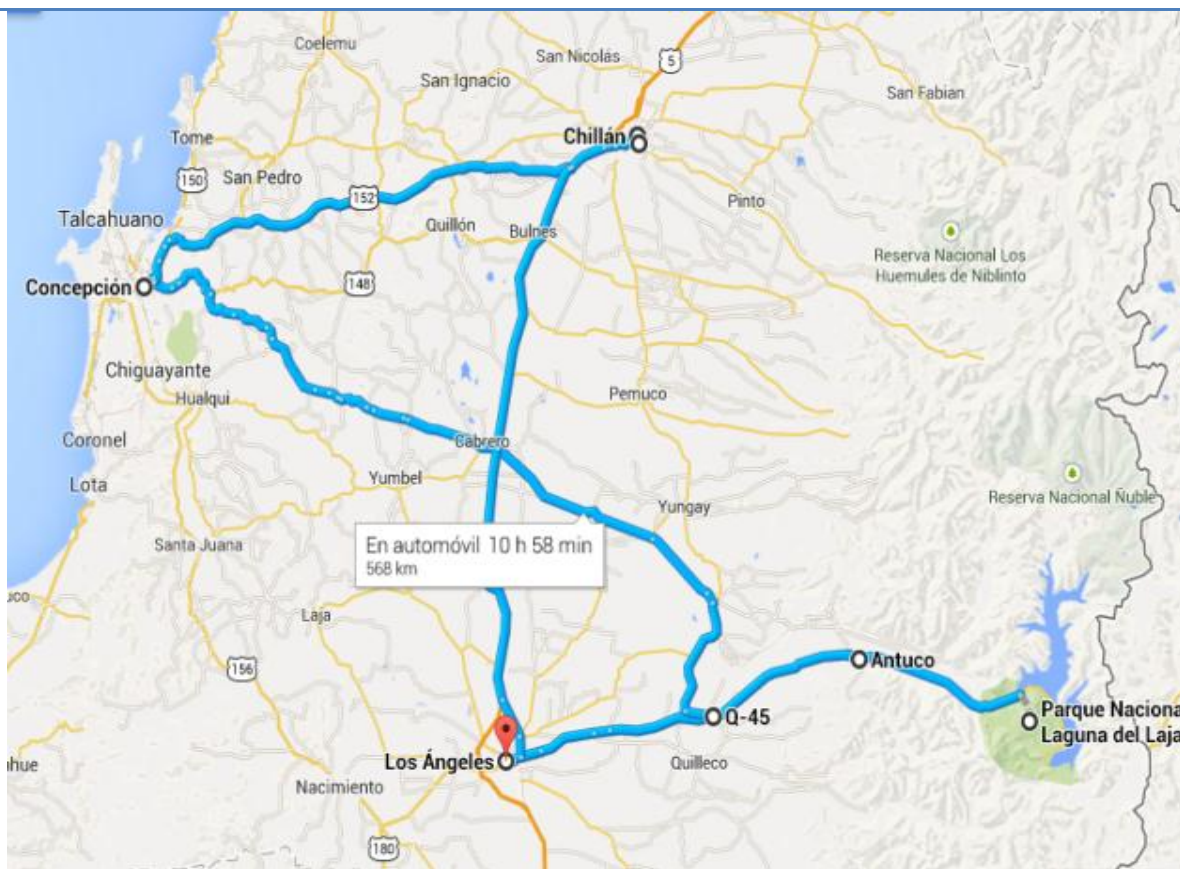 Coelemu
San Nicolás
5
San Ignacio
San Fabian
Tome
Chillán
150
San Pedro
152
Pinto
Talcahuano
Quillón
Bulnes
Reserva Nacional Los
Huemules de Niblinto
Concepción
148
Chiguayante
Hualqui
Pemuco
Coronel
Cabrero
Lota
Yumbel
Yungay
Reserva Nacional Ñuble
Santa Juana
En automóvil 10 h 58 min
568 km
uco
Laja
156
Antuco
Parque Naciona
Laguna del Laja
Q-45
Los Ángeles
Quilleco
ahue
Nacimiento
180